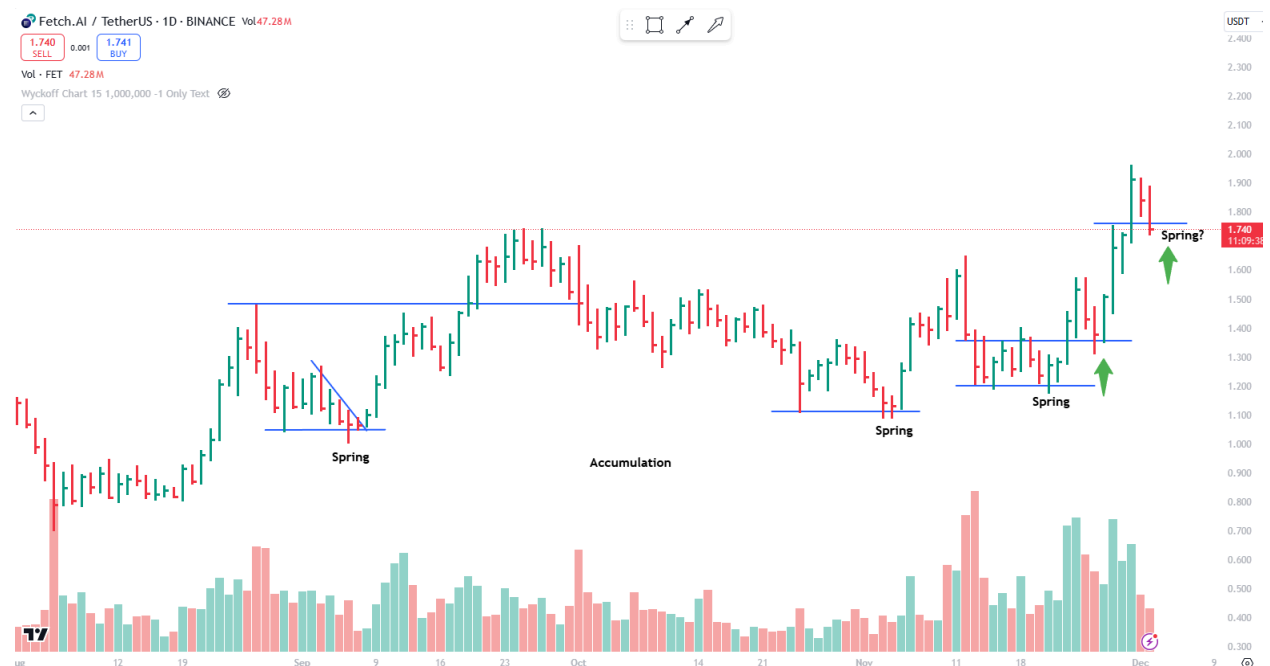 Fetch.AI / TetherUS · 1D · BINANCE Vol47.28M
USDT
1.740
SELL
0.001
1.741
BUY
Vol · FET 47.28M
Wyckoff Chart 15 1,000,000 -1 Only Text
2.400
2.300
2.200
2.100
2.000
1.900
1.800
1.740
11:09:38
1.600
1.500
1.400
1.300
1.200
1.100
1.000
0.900
0.800
0.700
0.600
0.500
0.400
0.300
Spring?
Spring
Spring
Spring
Accumulation
ug 12 19 Sep 9 16 23 Oct 14 21 Nov 11 18 Dec 9